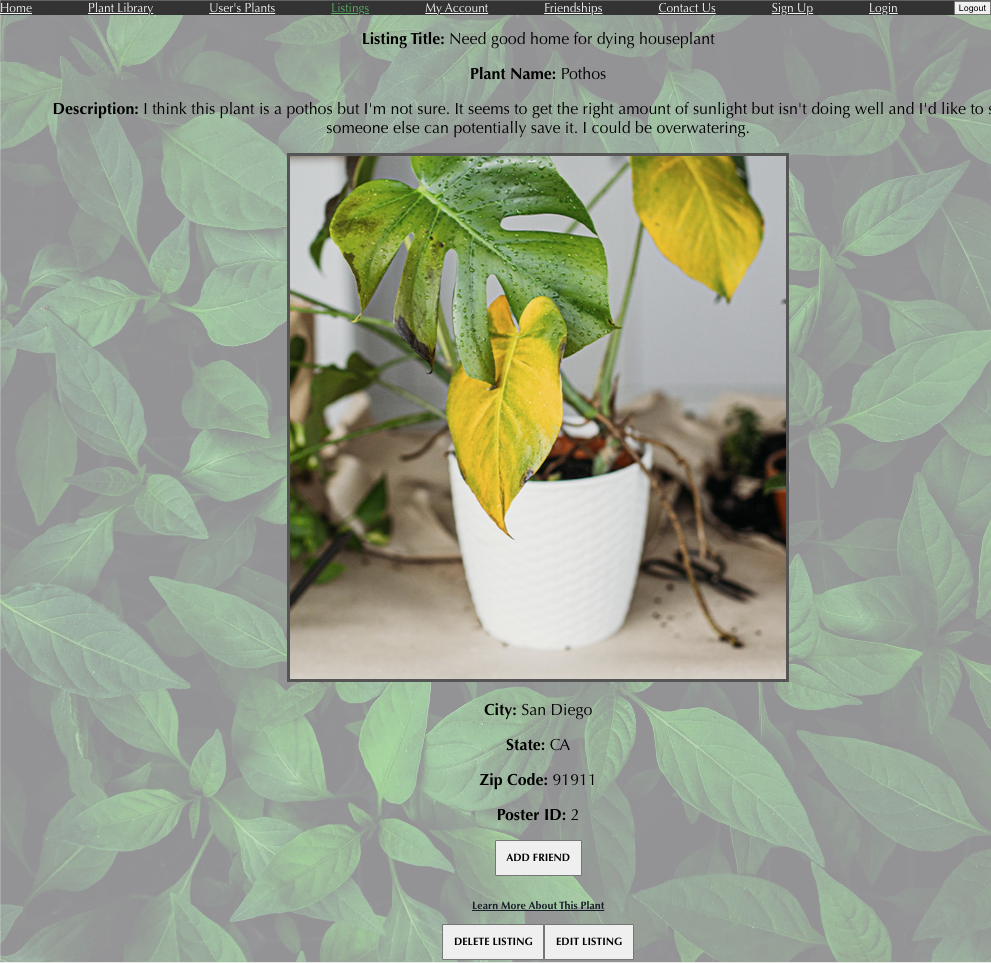 Home Plant Library User's Plants Listings My Account Friendships Contact Us Sign Up Login Logout
Listing Title: Need good home for dying houseplant
Plant Name: Pothos
Description: I think this plant is a pothos but I'm not sure. It seems to get the right amount of sunlight but isn't doing well and I'd like to
someone else can potentially save it. I could be overwatering.
City: San Diego
State: CA
Zip Code: 91911
Poster ID: 2
ADD FRIEND
Learn More About This Plant
DELETE LISTING EDIT LISTING